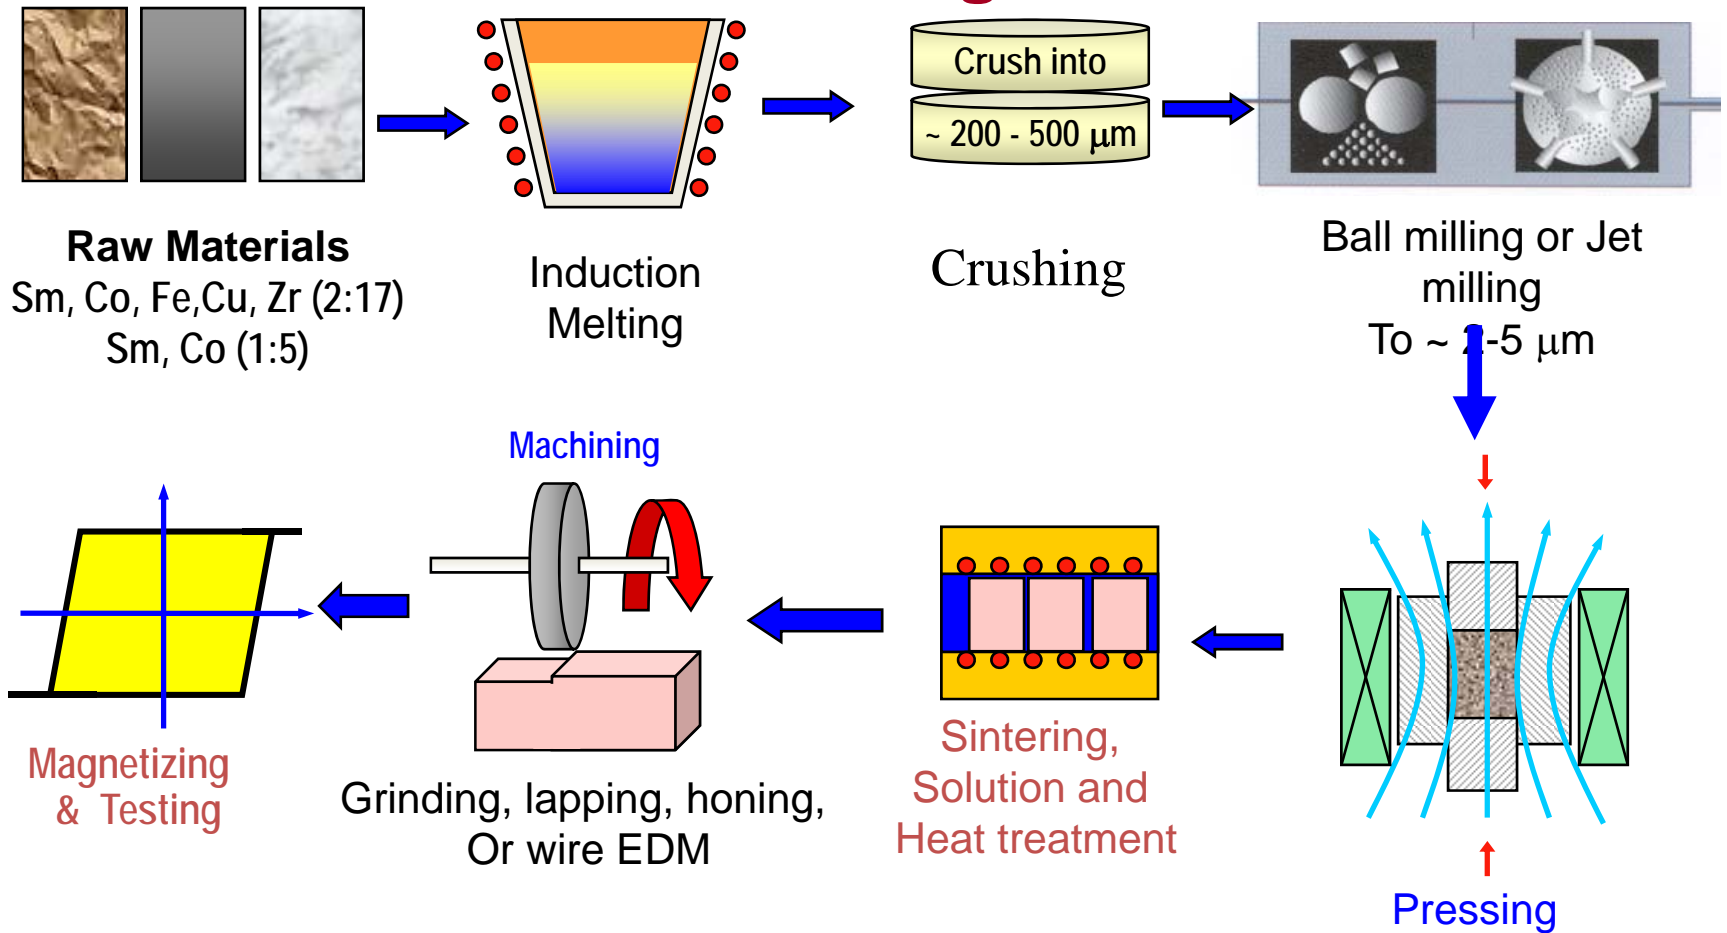 Crush into
~ 200 - 500 μm
Raw Materials
Sm, Co, Fe,Cu, Zr (2:17)
Sm, Co (1:5)
Induction
Melting
Crushing
Ball milling or Jet
milling
To ~ 2-5 μm
Machining
Magnetizing
& Testing
Grinding, lapping, honing,
Or wire EDM
Sintering,
Solution and
Heat treatment
Pressing